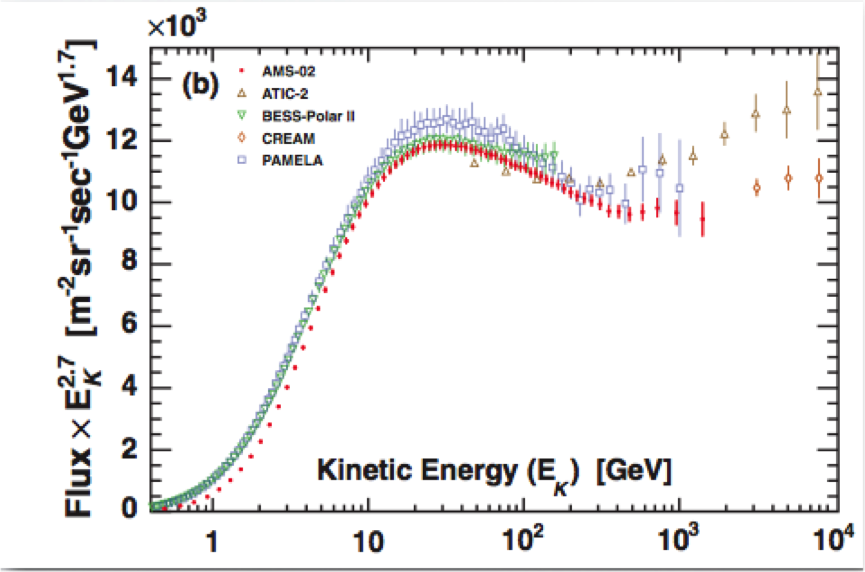 ×10³
14
12
10
8
6
4
2
0
Flux × E_K^2.7 [m⁻²sr⁻¹sec⁻¹GeV^1.7]
(b)
AMS-02
ATIC-2
BESS-Polar II
CREAM
PAMELA
Kinetic Energy (E_K) [GeV]
1 10 10² 10³ 10⁴